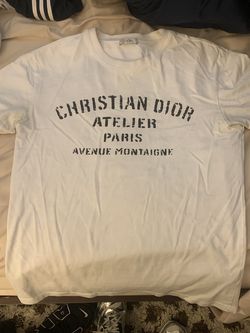 CHRISTIAN DIOR
ATELIER
PARIS
AVENUE MONTAIGNE